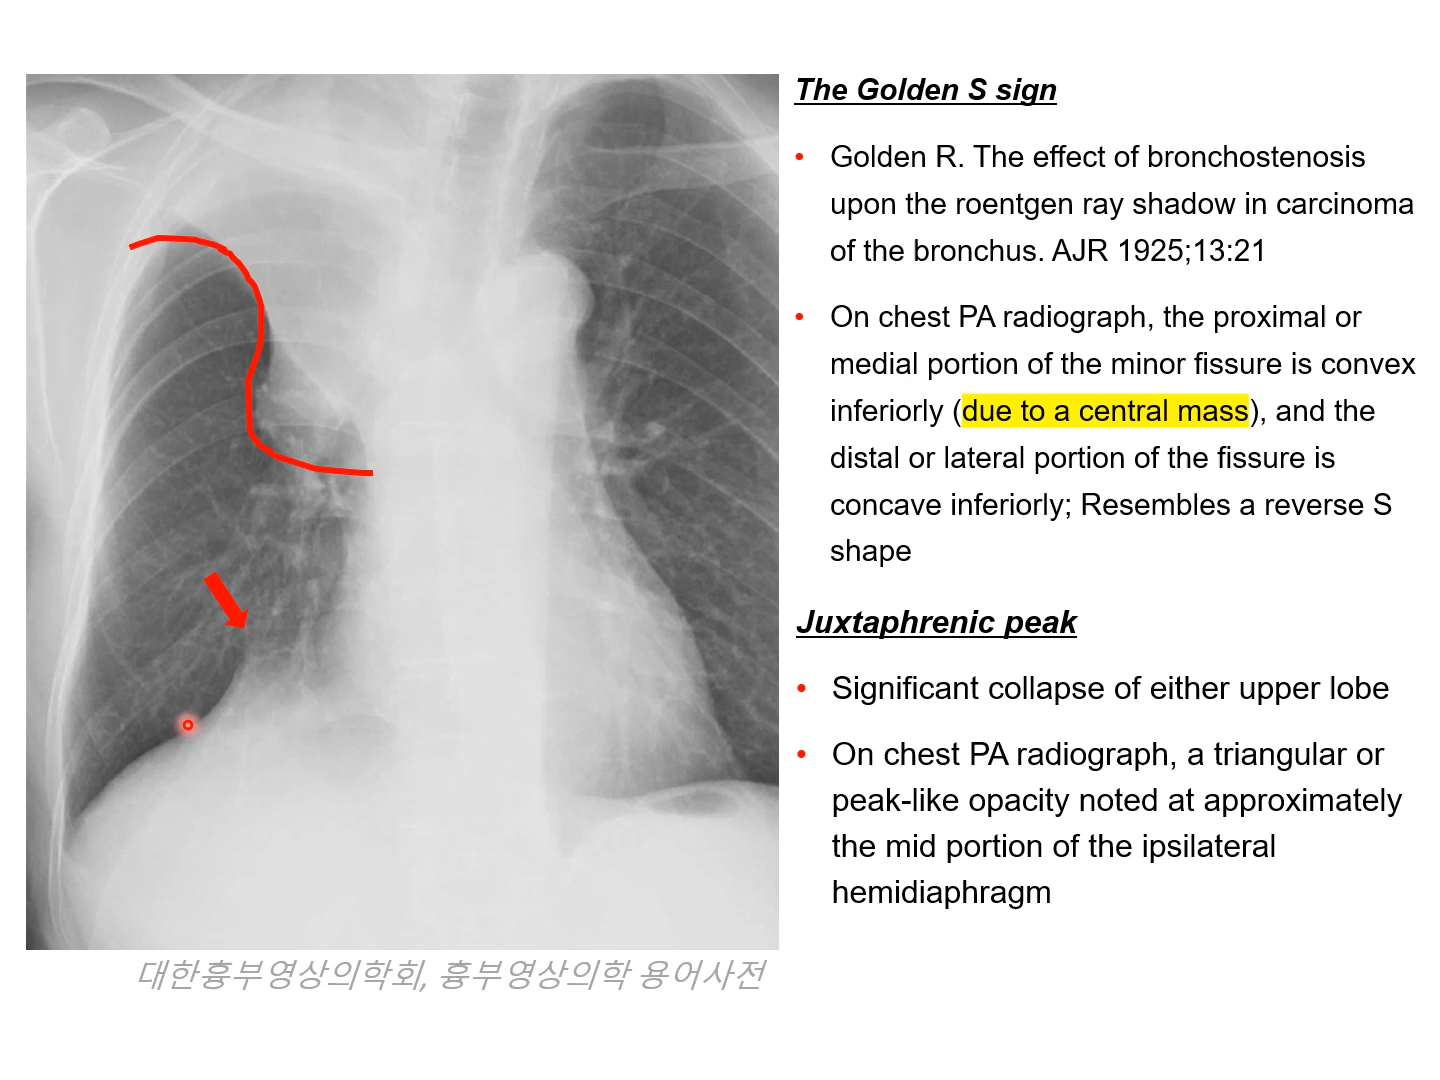 The Golden S sign
• Golden R. The effect of bronchostenosis
upon the roentgen ray shadow in carcinoma
of the bronchus. AJR 1925;13:21
• On chest PA radiograph, the proximal or
medial portion of the minor fissure is convex
inferiorly (due to a central mass), and the
distal or lateral portion of the fissure is
concave inferiorly; Resembles a reverse S
shape
Juxtaphrenic peak
• Significant collapse of either upper lobe
• On chest PA radiograph, a triangular or
peak-like opacity noted at approximately
the mid portion of the ipsilateral
hemidiaphragm
대한흉부영상의학회, 흉부영상의학 용어사전